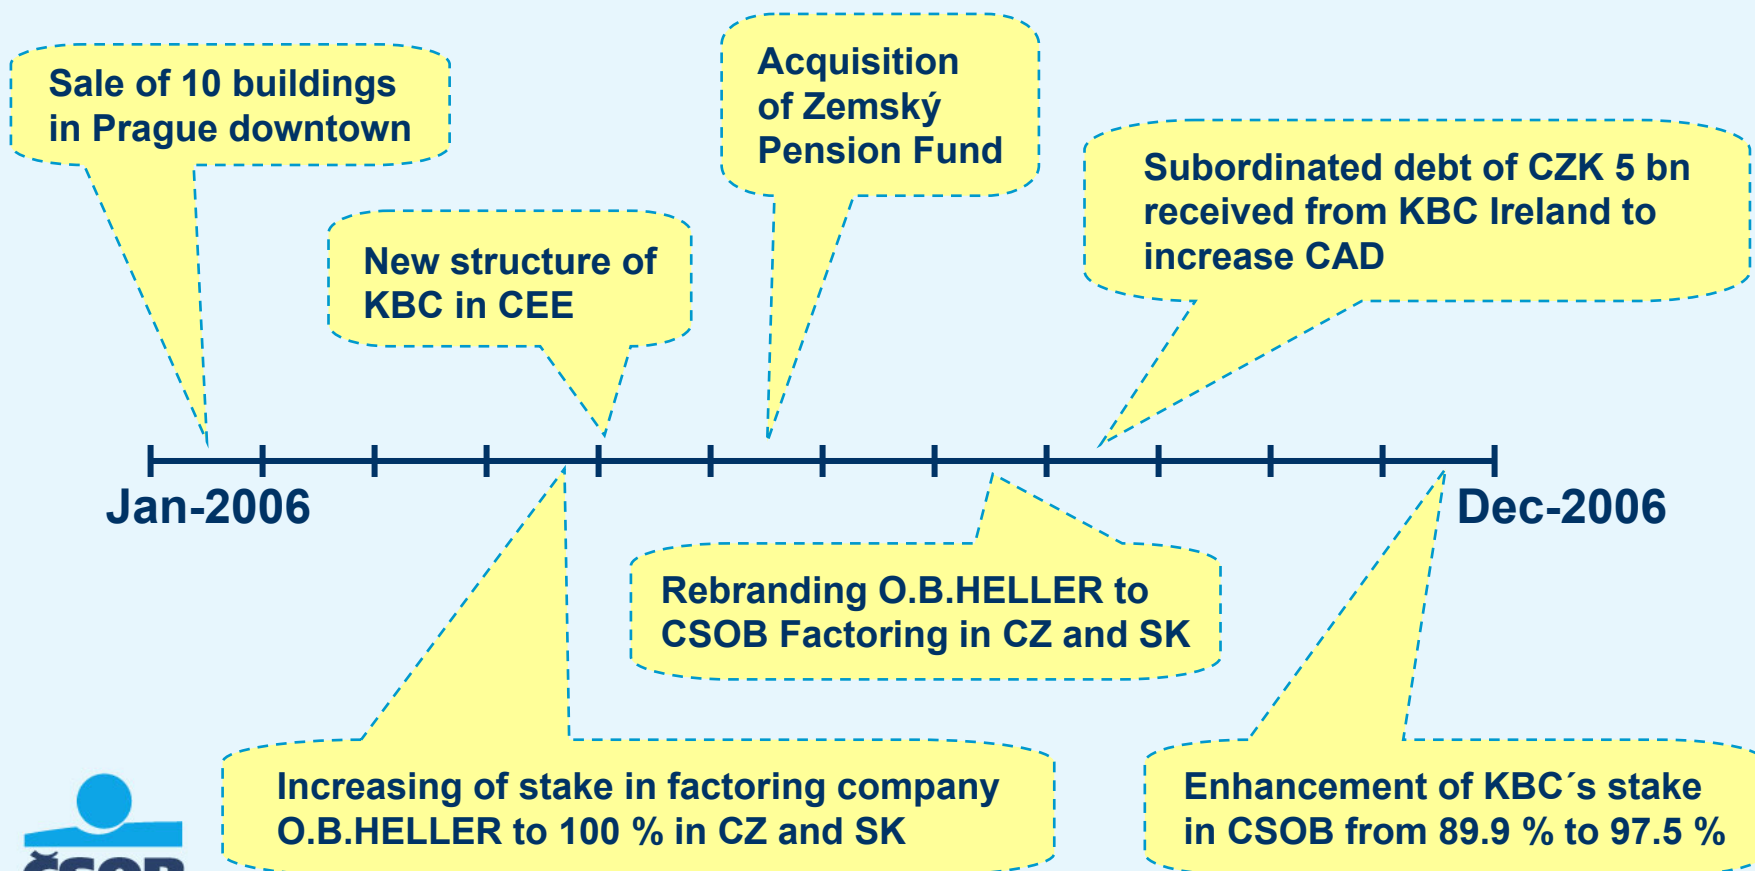 Sale of 10 buildings
in Prague downtown
Acquisition
of Zemský
Pension Fund
Subordinated debt of CZK 5 bn
received from KBC Ireland to
increase CAD
New structure of
KBC in CEE
Jan-2006
Dec-2006
Rebranding O.B.HELLER to
CSOB Factoring in CZ and SK
Increasing of stake in factoring company
O.B.HELLER to 100 % in CZ and SK
Enhancement of KBC´s stake
in CSOB from 89.9 % to 97.5 %
ČSOB